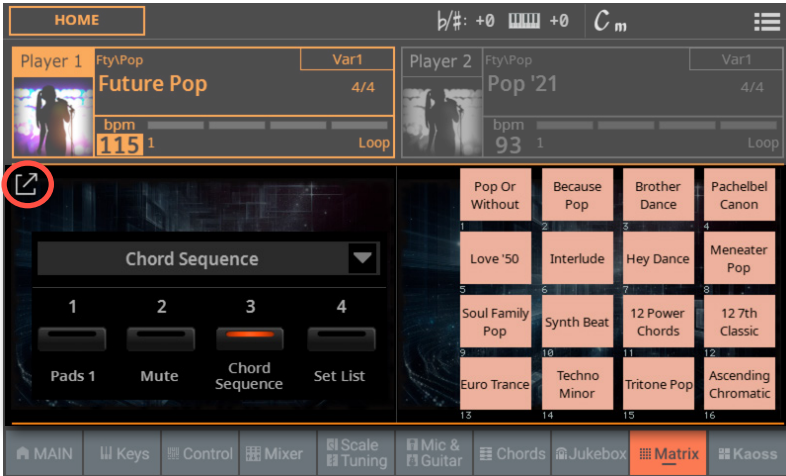 HOME
♭/♯: +0 +0 C m
Player 1
Fty\Pop
Var1
Future Pop
4/4
bpm
115
1
Loop
Player 2
Fty\Pop
Var1
Pop '21
4/4
bpm
93
1
Loop
Chord Sequence
1 2 3 4
Pads 1
Mute
Chord
Sequence
Set List
Pop Or
Without
1
Because
Pop
2
Brother
Dance
3
Pachelbel
Canon
4
Love '50
5
Interlude
6
Hey Dance
7
Meneater
Pop
8
Soul Family
Pop
9
Synth Beat
10
12 Power
Chords
11
12 7th
Classic
12
Euro Trance
13
Techno
Minor
14
Tritone Pop
15
Ascending
Chromatic
16
MAIN
Keys
Control
Mixer
Scale
Tuning
Mic &
Guitar
Chords
Jukebox
Matrix
Kaoss